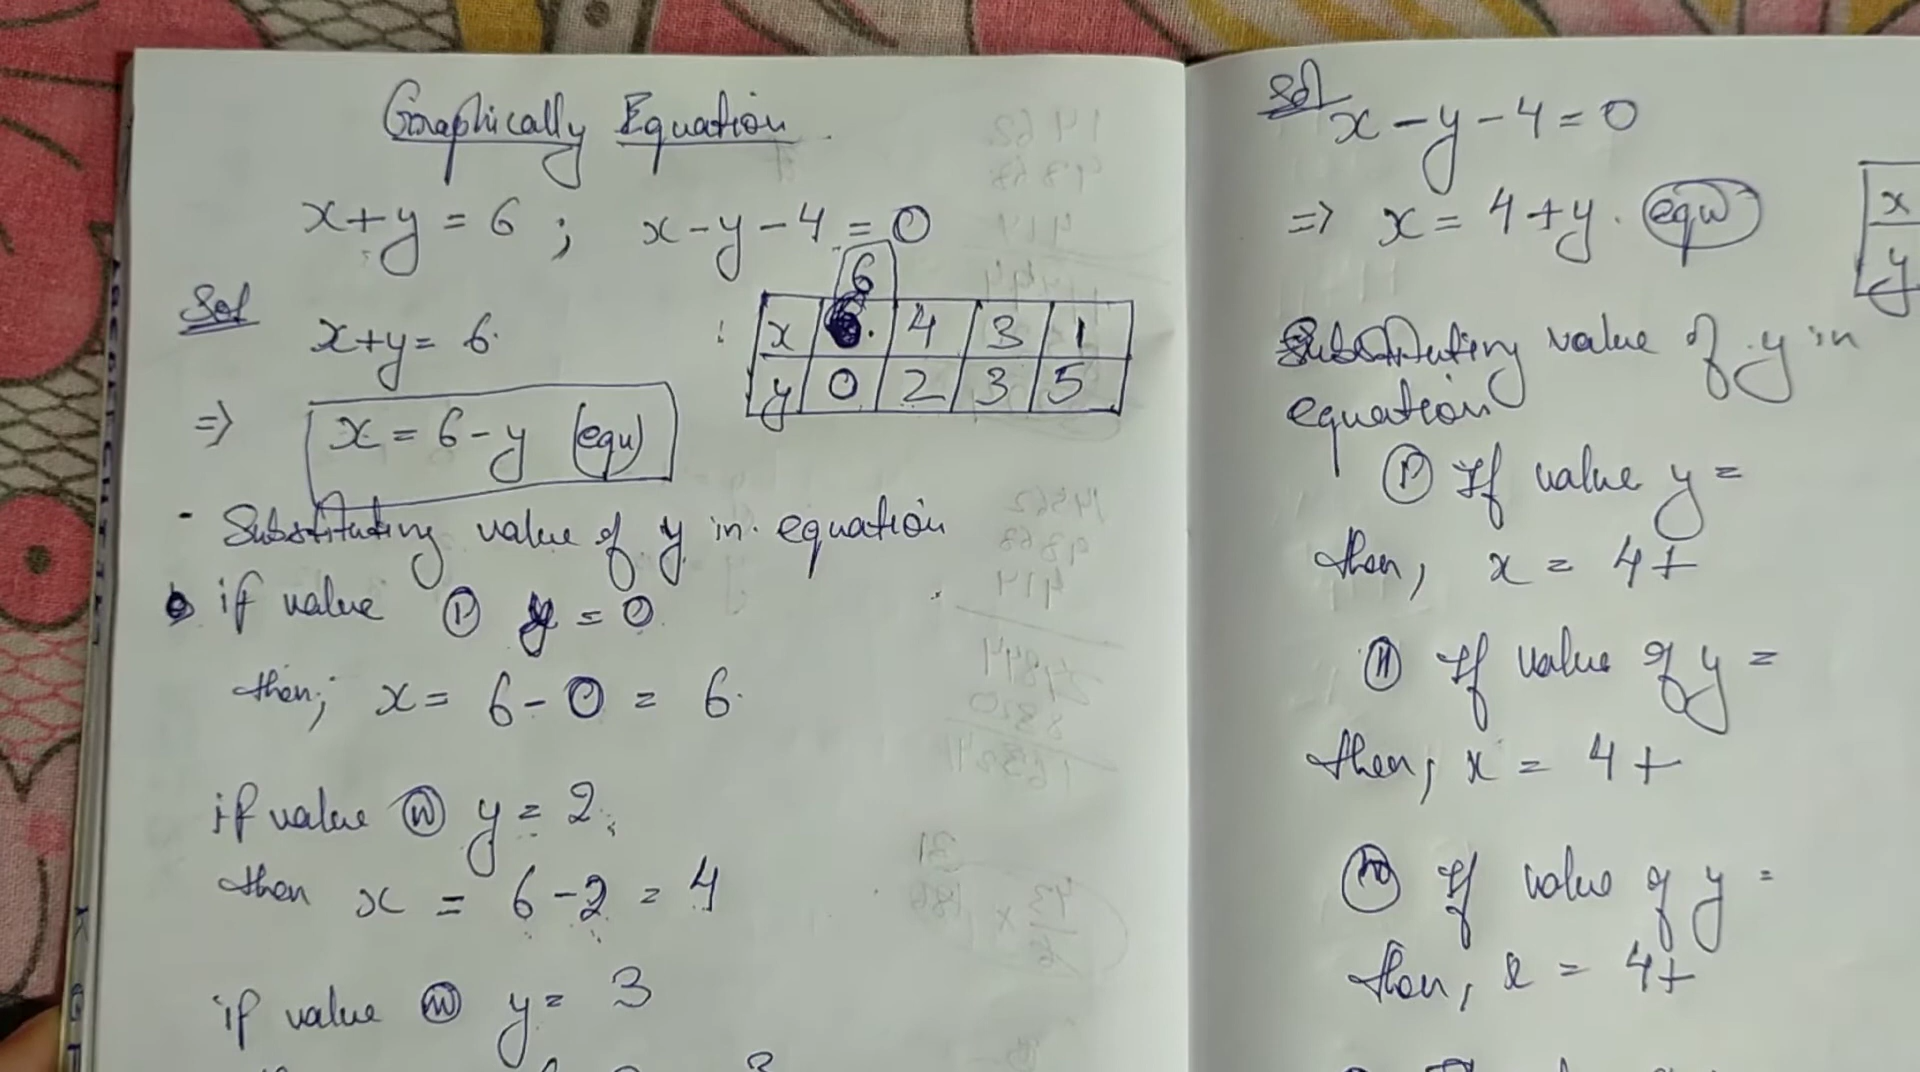 Graphically Equation
x+y = 6 ; x-y-4 = 0
Sol
x+y = 6.
6
x 4 3 1
y 0 2 3 5
=> x = 6-y (equ)
- Substituting value of y in equation
if value (I) y = 0
then; x = 6-0 = 6.
if value (II) y = 2
then x = 6-2 = 4
if value (III) y = 3
3
Sol x-y-4 = 0
=> x = 4+y. (equ)
x
y
Substituting value of y in
equation
(I) If value y =
then, x = 4+
(II) If value of y =
then, x = 4+
(III) If value of y =
then, x = 4+